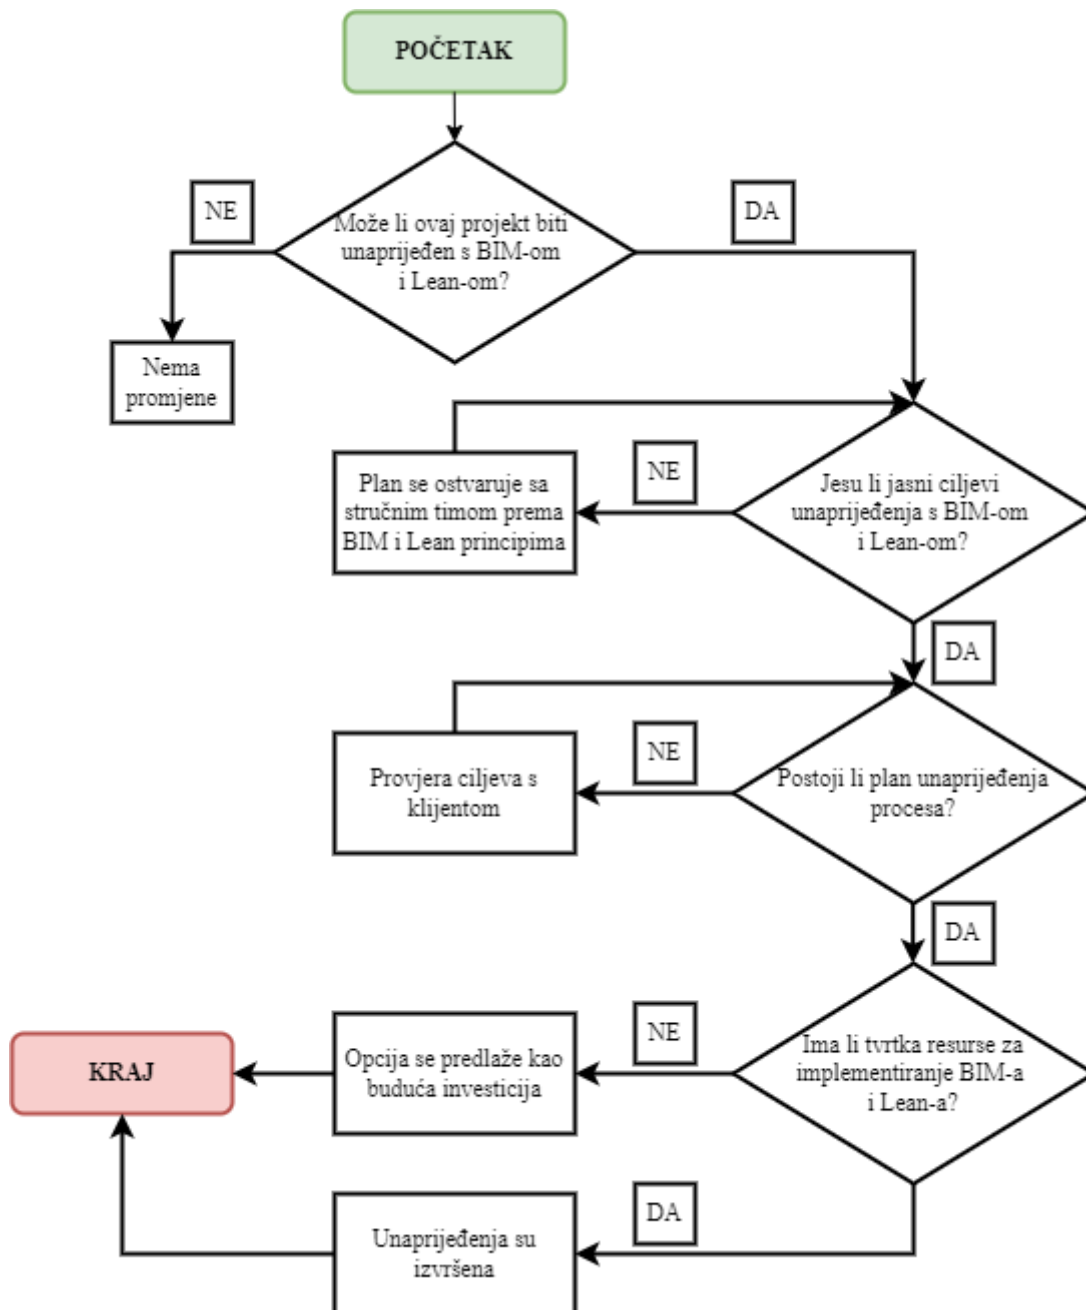 POČETAK
NE
DA
Može li ovaj projekt biti
unaprijeđen s BIM-om
i Lean-om?
Nema
promjene
NE
Plan se ostvaruje sa
stručnim timom prema
BIM i Lean principima
Jesu li jasni ciljevi
unaprijeđenja s BIM-om
i Lean-om?
DA
NE
Provjera ciljeva s
klijentom
Postoji li plan unaprijeđenja
procesa?
DA
NE
Ima li tvrtka resurse za
implementiranje BIM-a
i Lean-a?
Opcija se predlaže kao
buduća investicija
KRAJ
DA
Unaprijeđenja su
izvršena